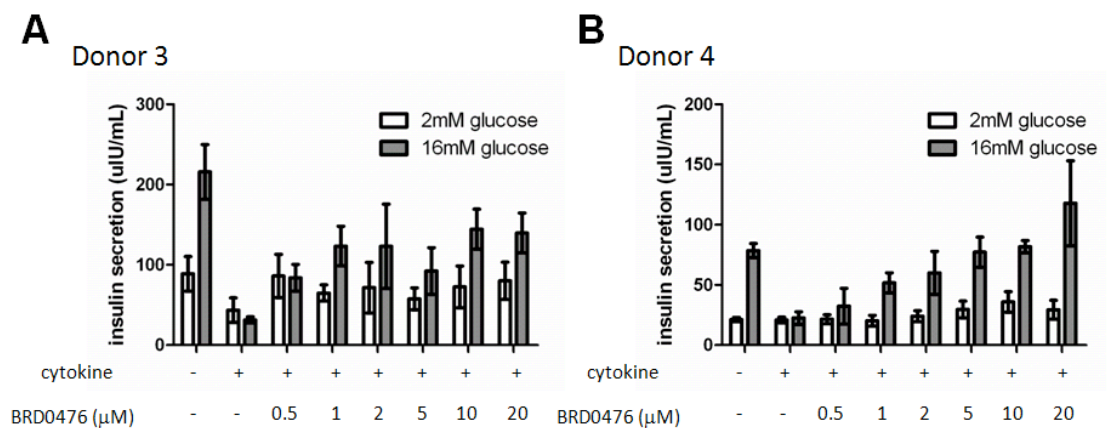 A
Donor 3
300
200
100
0
insulin secretion (uIU/mL)
2mM glucose
16mM glucose
cytokine - + + + + + + +
BRD0476 (μM) - - 0.5 1 2 5 10 20
B
Donor 4
200
150
100
50
0
insulin secretion (uIU/mL)
2mM glucose
16mM glucose
cytokine - + + + + + + +
BRD0476 (μM) - - 0.5 1 2 5 10 20